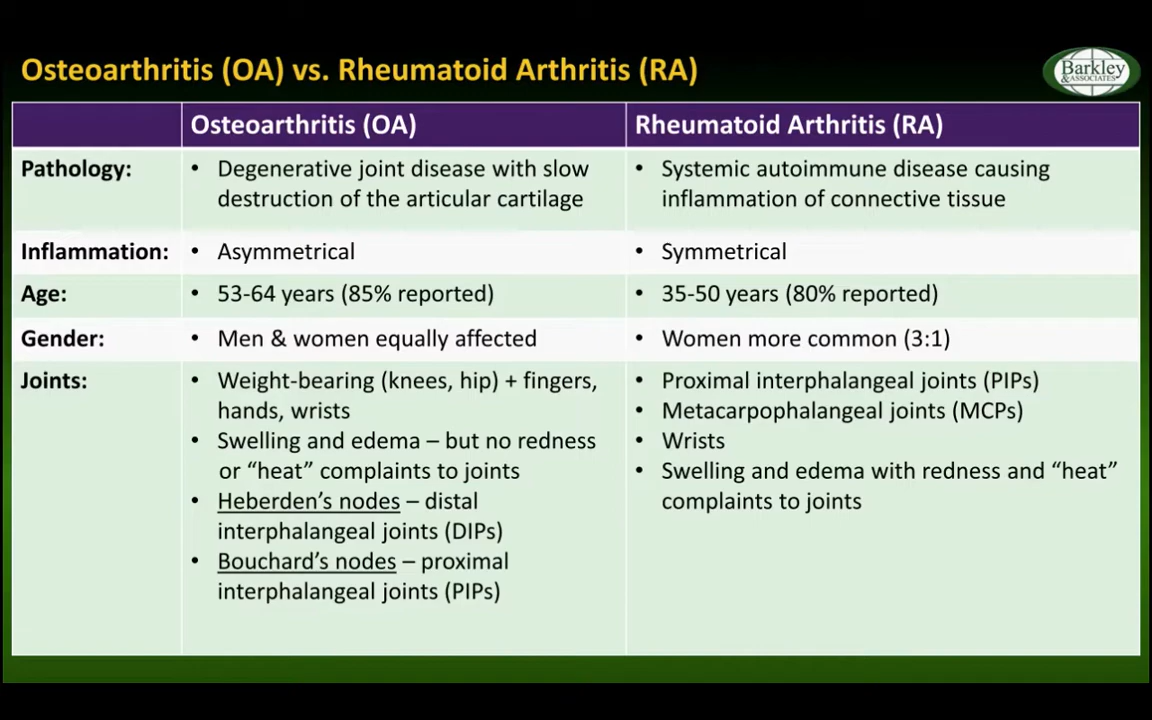 Osteoarthritis (OA) vs. Rheumatoid Arthritis (RA)
Barkley
&ASSOCIATES
Osteoarthritis (OA)
Rheumatoid Arthritis (RA)
Pathology:
• Degenerative joint disease with slow
destruction of the articular cartilage
• Systemic autoimmune disease causing
inflammation of connective tissue
Inflammation:
• Asymmetrical
• Symmetrical
Age:
• 53-64 years (85% reported)
• 35-50 years (80% reported)
Gender:
• Men & women equally affected
• Women more common (3:1)
Joints:
• Weight-bearing (knees, hip) + fingers,
hands, wrists
• Swelling and edema – but no redness
or “heat” complaints to joints
• Heberden’s nodes – distal
interphalangeal joints (DIPs)
• Bouchard’s nodes – proximal
interphalangeal joints (PIPs)
• Proximal interphalangeal joints (PIPs)
• Metacarpophalangeal joints (MCPs)
• Wrists
• Swelling and edema with redness and “heat”
complaints to joints